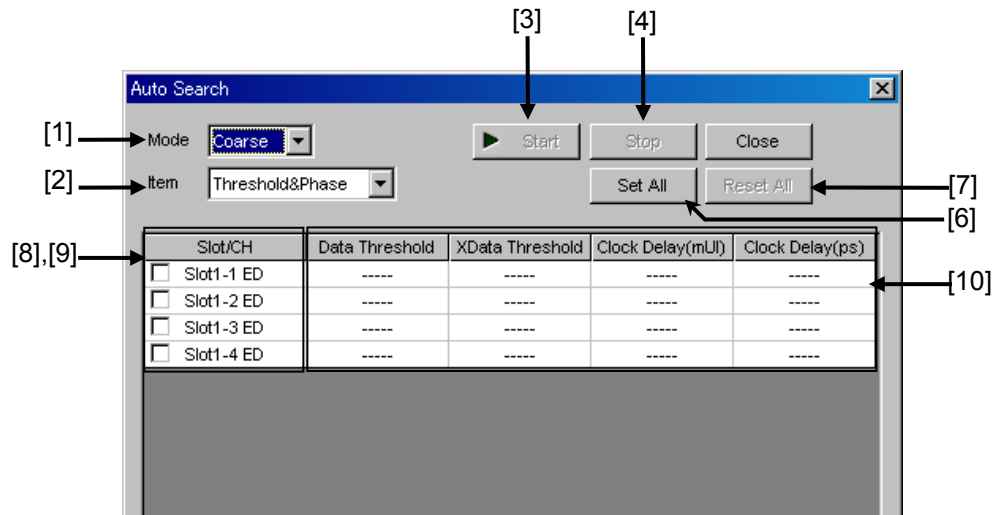 [3] [4]
Auto Search
[1] Mode Coarse Start Stop Close
[2] Item Threshold&Phase Set All Reset All [7]
[6]
[8],[9] Slot/CH Data Threshold XData Threshold Clock Delay(mUI) Clock Delay(ps)
Slot1-1 ED ----- ----- ----- -----
[10]
Slot1-2 ED ----- ----- ----- -----
Slot1-3 ED ----- ----- ----- -----
Slot1-4 ED ----- ----- ----- -----